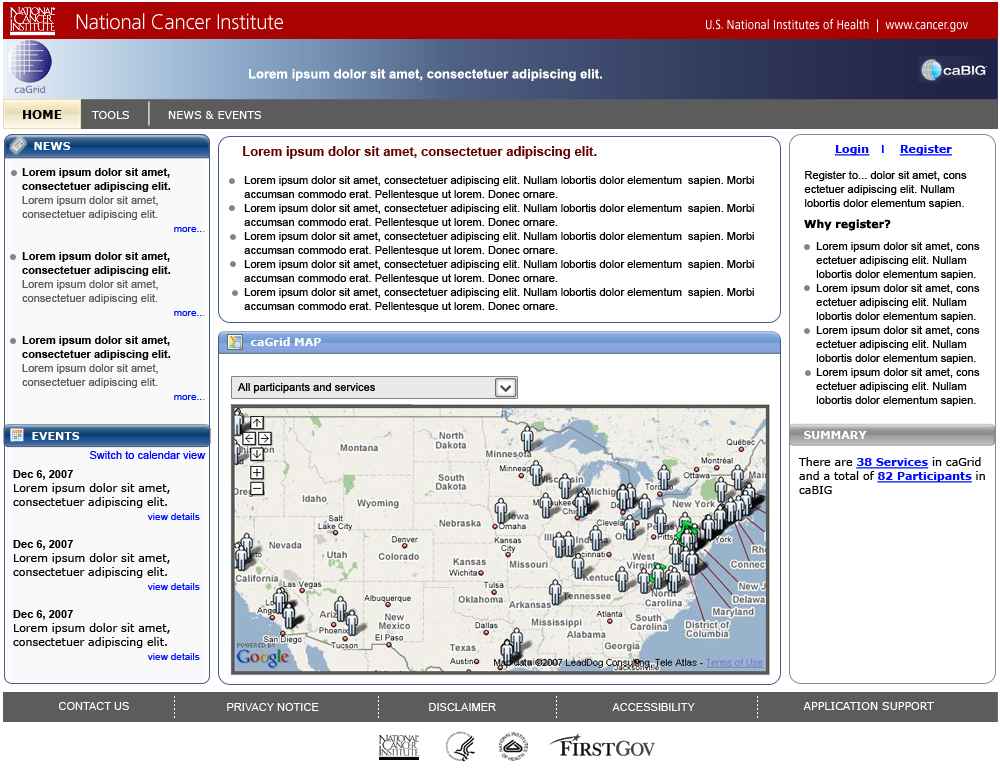 NATIONAL
CANCER
INSTITUTE
National Cancer Institute
U.S. National Institutes of Health | www.cancer.gov
caGrid
Lorem ipsum dolor sit amet, consectetuer adipiscing elit.
caBIG
HOME
TOOLS
NEWS & EVENTS
NEWS
Lorem ipsum dolor sit amet,
consectetuer adipiscing elit.
Lorem ipsum dolor sit amet,
consectetuer adipiscing elit.
more...
Lorem ipsum dolor sit amet,
consectetuer adipiscing elit.
Lorem ipsum dolor sit amet,
consectetuer adipiscing elit.
more...
Lorem ipsum dolor sit amet,
consectetuer adipiscing elit.
Lorem ipsum dolor sit amet,
consectetuer adipiscing elit.
more...
EVENTS
Switch to calendar view
Dec 6, 2007
Lorem ipsum dolor sit amet,
consectetuer adipiscing elit.
view details
Dec 6, 2007
Lorem ipsum dolor sit amet,
consectetuer adipiscing elit.
view details
Dec 6, 2007
Lorem ipsum dolor sit amet,
consectetuer adipiscing elit.
view details
Lorem ipsum dolor sit amet, consectetuer adipiscing elit.
Lorem ipsum dolor sit amet, consectetuer adipiscing elit. Nullam lobortis dolor elementum sapien. Morbi
accumsan commodo erat. Pellentesque ut lorem. Donec ornare.
Lorem ipsum dolor sit amet, consectetuer adipiscing elit. Nullam lobortis dolor elementum sapien. Morbi
accumsan commodo erat. Pellentesque ut lorem. Donec ornare.
Lorem ipsum dolor sit amet, consectetuer adipiscing elit. Nullam lobortis dolor elementum sapien. Morbi
accumsan commodo erat. Pellentesque ut lorem. Donec ornare.
Lorem ipsum dolor sit amet, consectetuer adipiscing elit. Nullam lobortis dolor elementum sapien. Morbi
accumsan commodo erat. Pellentesque ut lorem. Donec ornare.
Lorem ipsum dolor sit amet, consectetuer adipiscing elit. Nullam lobortis dolor elementum sapien. Morbi
accumsan commodo erat. Pellentesque ut lorem. Donec ornare.
caGrid MAP
All participants and services
Montana
North
Dakota
Minnesota
Québec
Montréal
Ottawa
South
Dakota
Toronto
Idaho
Wyoming
Iowa
New York
Salt
Lake City
Nebraska
Omaha
Nevada
Utah
Denver
Colorado
Kansas
City
Kansas
Missouri
West
Virginia
Wichita
California
Las Vegas
Tulsa
Oklahoma
Arkansas
Tennessee
North
Carolina
Albuquerque
New
Mexico
Phoenix
Tucson
El Paso
Dallas
Mississippi
Alabama
Atlanta
South
Carolina
Georgia
Texas
Austin
San Diego
Jacksonville
Delaware
Maryland
District of
Columbia
POWERED BY
Google
Map data ©2007 LeadDog Consulting, Tele Atlas - Terms of Use
Login | Register
Register to... dolor sit amet, cons
ectetuer adipiscing elit. Nullam
lobortis dolor elementum sapien.
Why register?
Lorem ipsum dolor sit amet, cons
ectetuer adipiscing elit. Nullam
lobortis dolor elementum sapien.
Lorem ipsum dolor sit amet, cons
ectetuer adipiscing elit. Nullam
lobortis dolor elementum sapien.
Lorem ipsum dolor sit amet, cons
ectetuer adipiscing elit. Nullam
lobortis dolor elementum sapien.
Lorem ipsum dolor sit amet, cons
ectetuer adipiscing elit. Nullam
lobortis dolor elementum sapien.
SUMMARY
There are 38 Services in caGrid
and a total of 82 Participants in
caBIG
CONTACT US
PRIVACY NOTICE
DISCLAIMER
ACCESSIBILITY
APPLICATION SUPPORT
NATIONAL
CANCER
INSTITUTE
FIRSTGOV